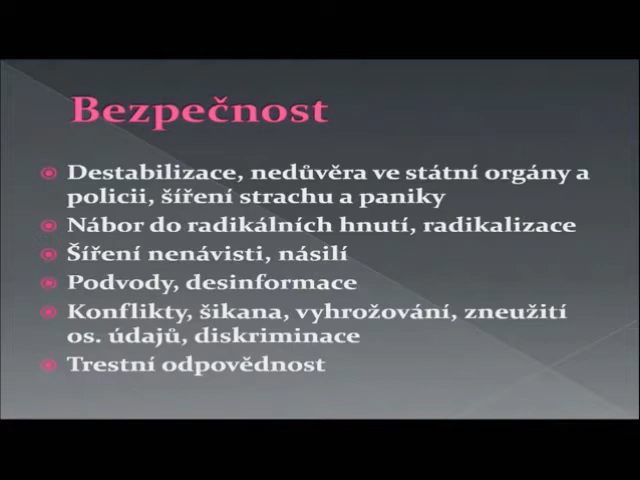 Bezpečnost
Destabilizace, nedůvěra ve státní orgány a
policii, šíření strachu a paniky
Nábor do radikálních hnutí, radikalizace
Šíření nenávisti, násilí
Podvody, desinformace
Konflikty, šikana, vyhrožování, zneužití
os. údajů, diskriminace
Trestní odpovědnost